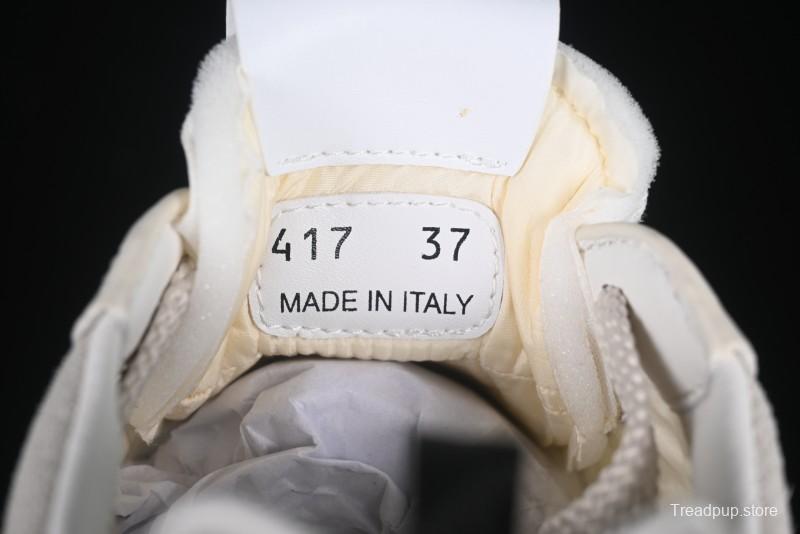 417 37
MADE IN ITALY
Treadpup.store